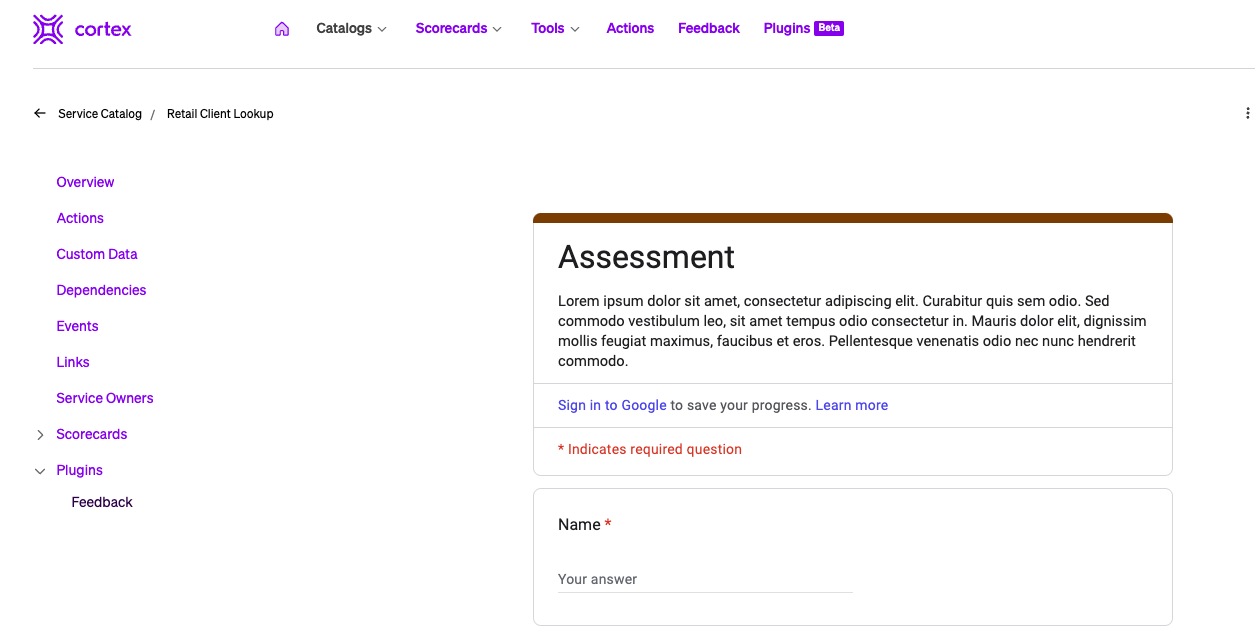 cortex
Catalogs Scorecards Tools Actions Feedback Plugins Beta
Service Catalog / Retail Client Lookup
Overview
Actions
Custom Data
Dependencies
Events
Links
Service Owners
Scorecards
Plugins
Feedback
Assessment
Lorem ipsum dolor sit amet, consectetur adipiscing elit. Curabitur quis sem odio. Sed
commodo vestibulum leo, sit amet tempus odio consectetur in. Mauris dolor elit, dignissim
mollis feugiat maximus, faucibus et eros. Pellentesque venenatis odio nec nunc hendrerit
commodo.
Sign in to Google to save your progress. Learn more
* Indicates required question
Name *
Your answer